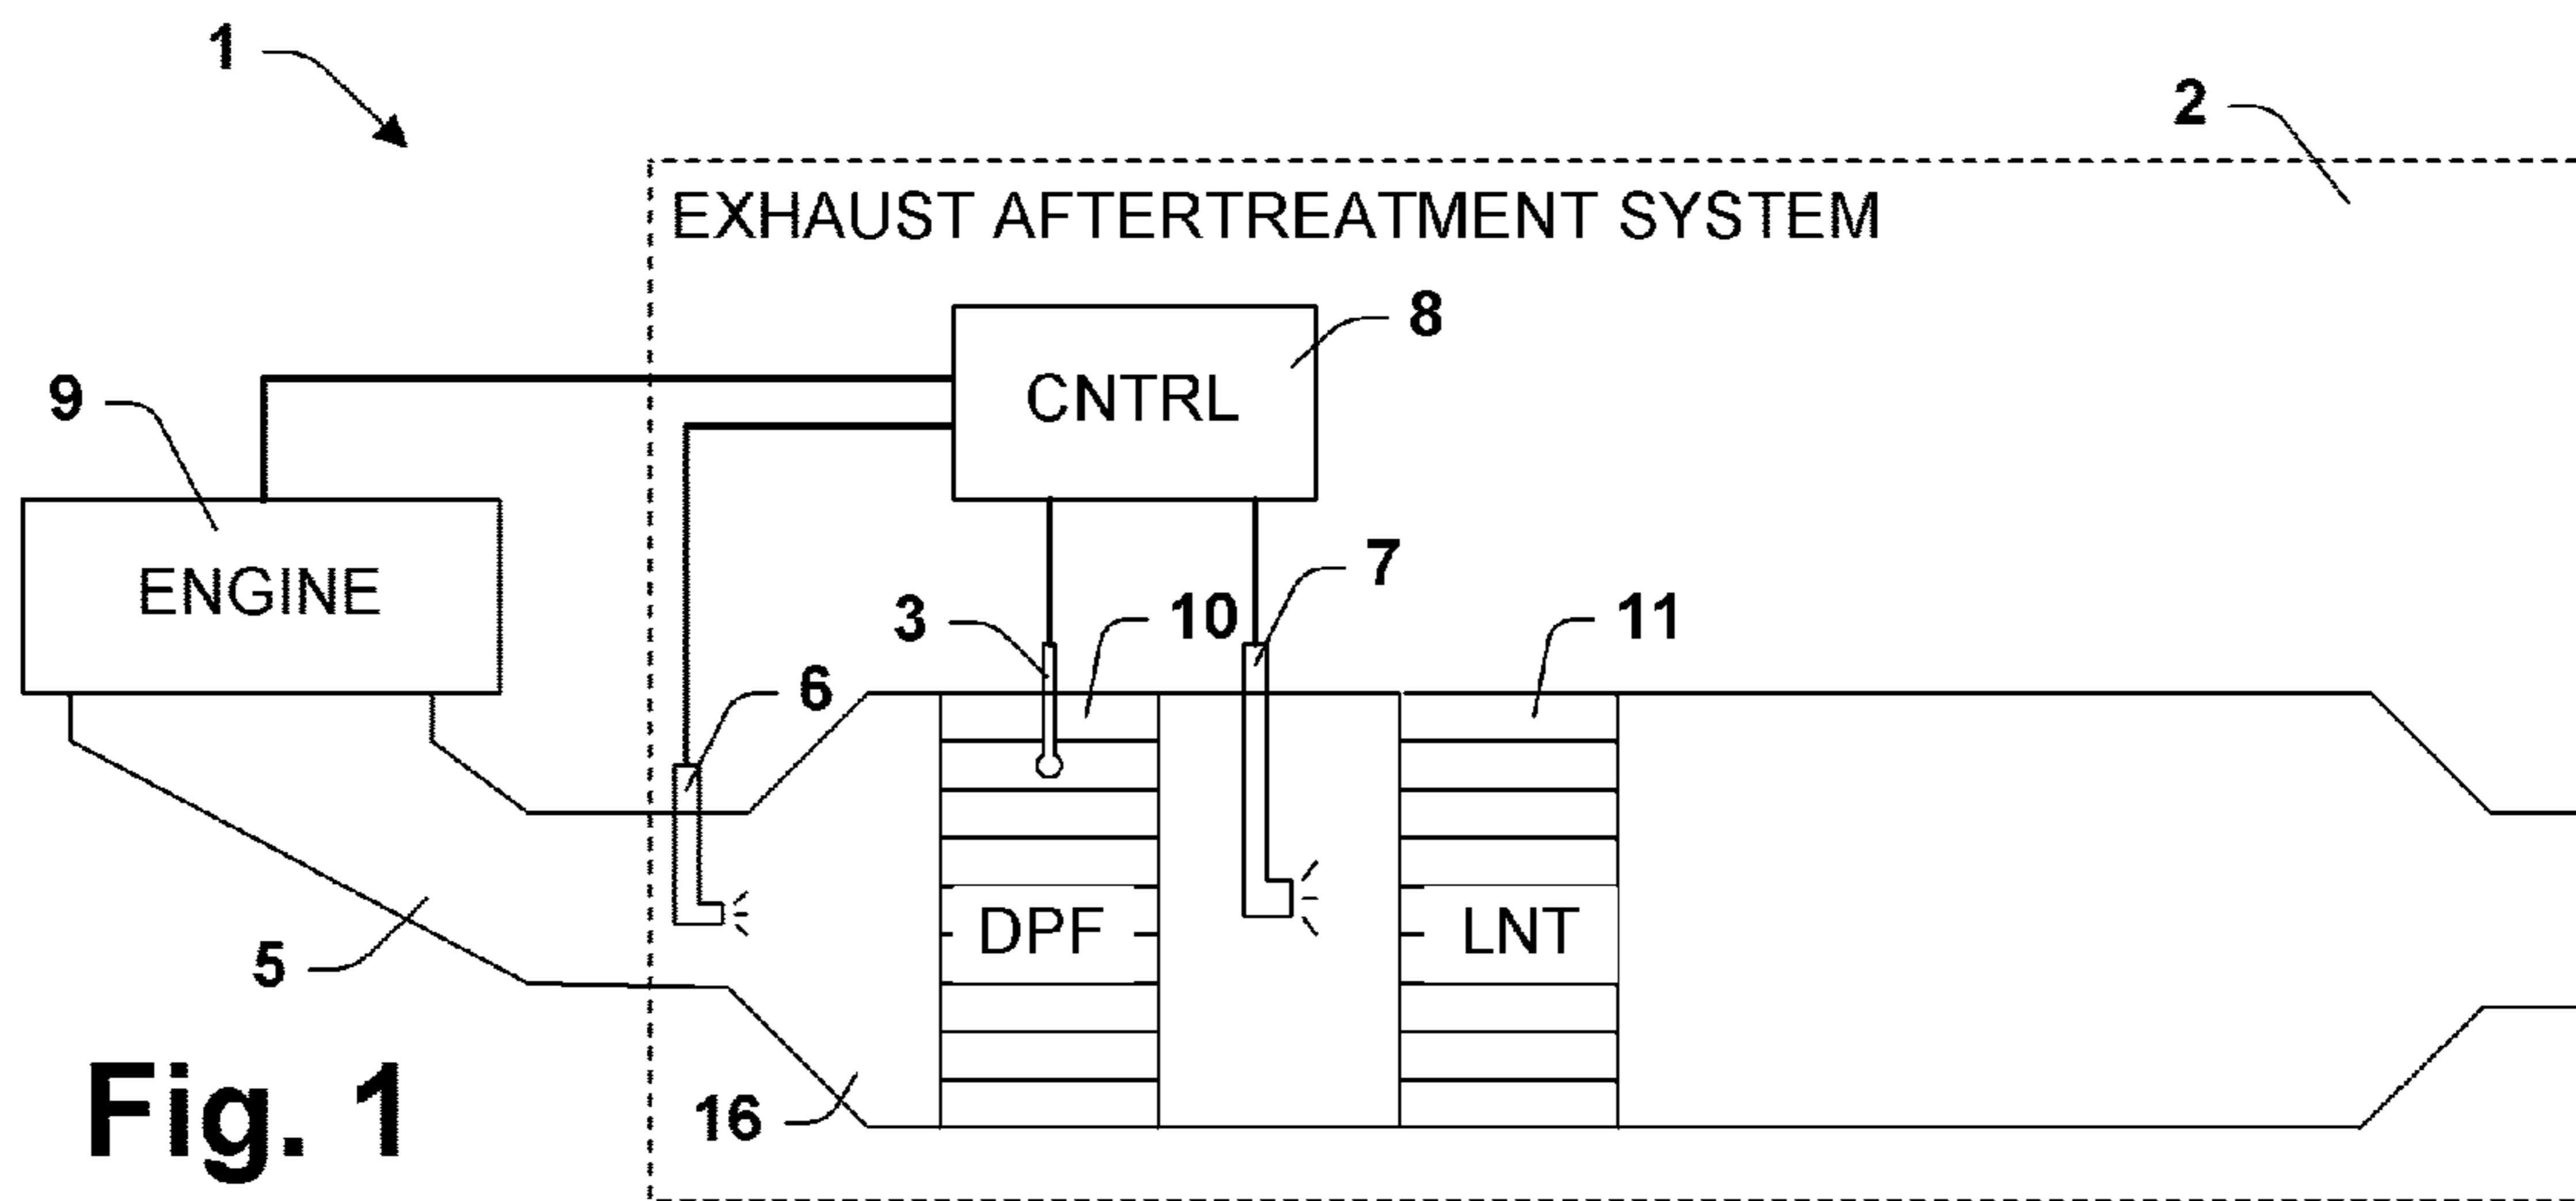 1
2
EXHAUST AFTERTREATMENT SYSTEM
8
9
CNTRL
7
ENGINE
3
10
11
6
DPF
LNT
5
16
Fig. 1